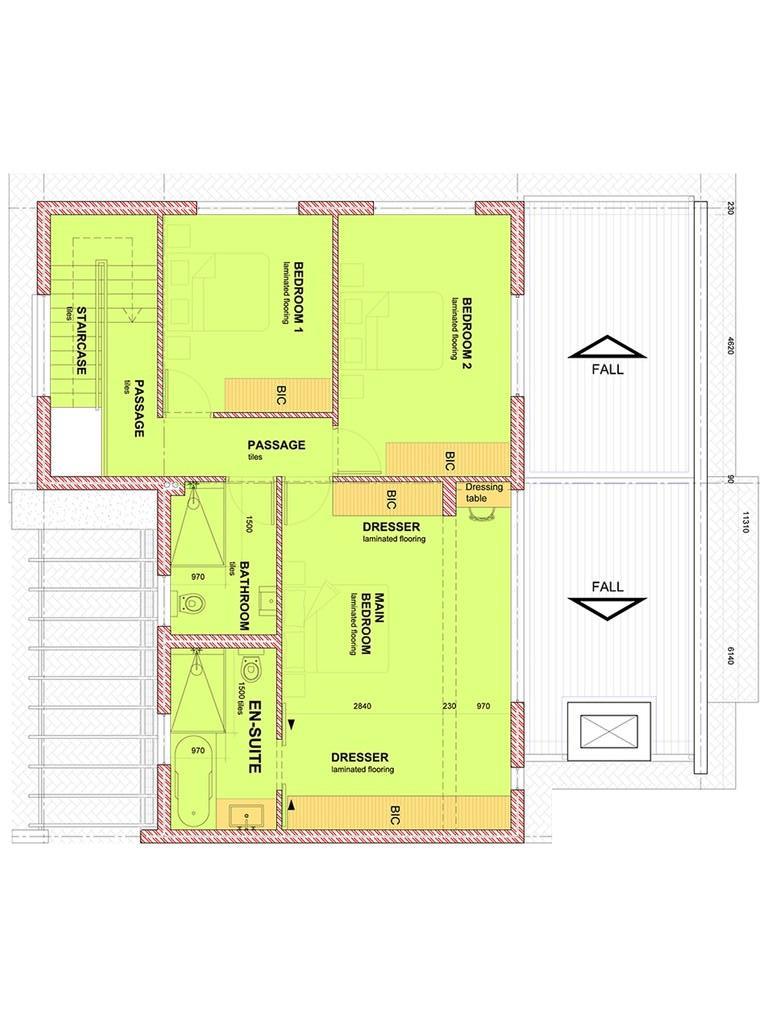 230
BEDROOM 1
laminated flooring
BEDROOM 2
laminated flooring
STAIRCASE
tiles
4620
FALL
PASSAGE
tiles
BIC
PASSAGE
tiles
BIC
90
BIC
Dressing
table
11310
1500
DRESSER
laminated flooring
970
BATHROOM
tiles
MAIN
BEDROOM
laminated flooring
FALL
6140
1500 tiles
EN-SUITE
2840
230
970
970
DRESSER
laminated flooring
BIC